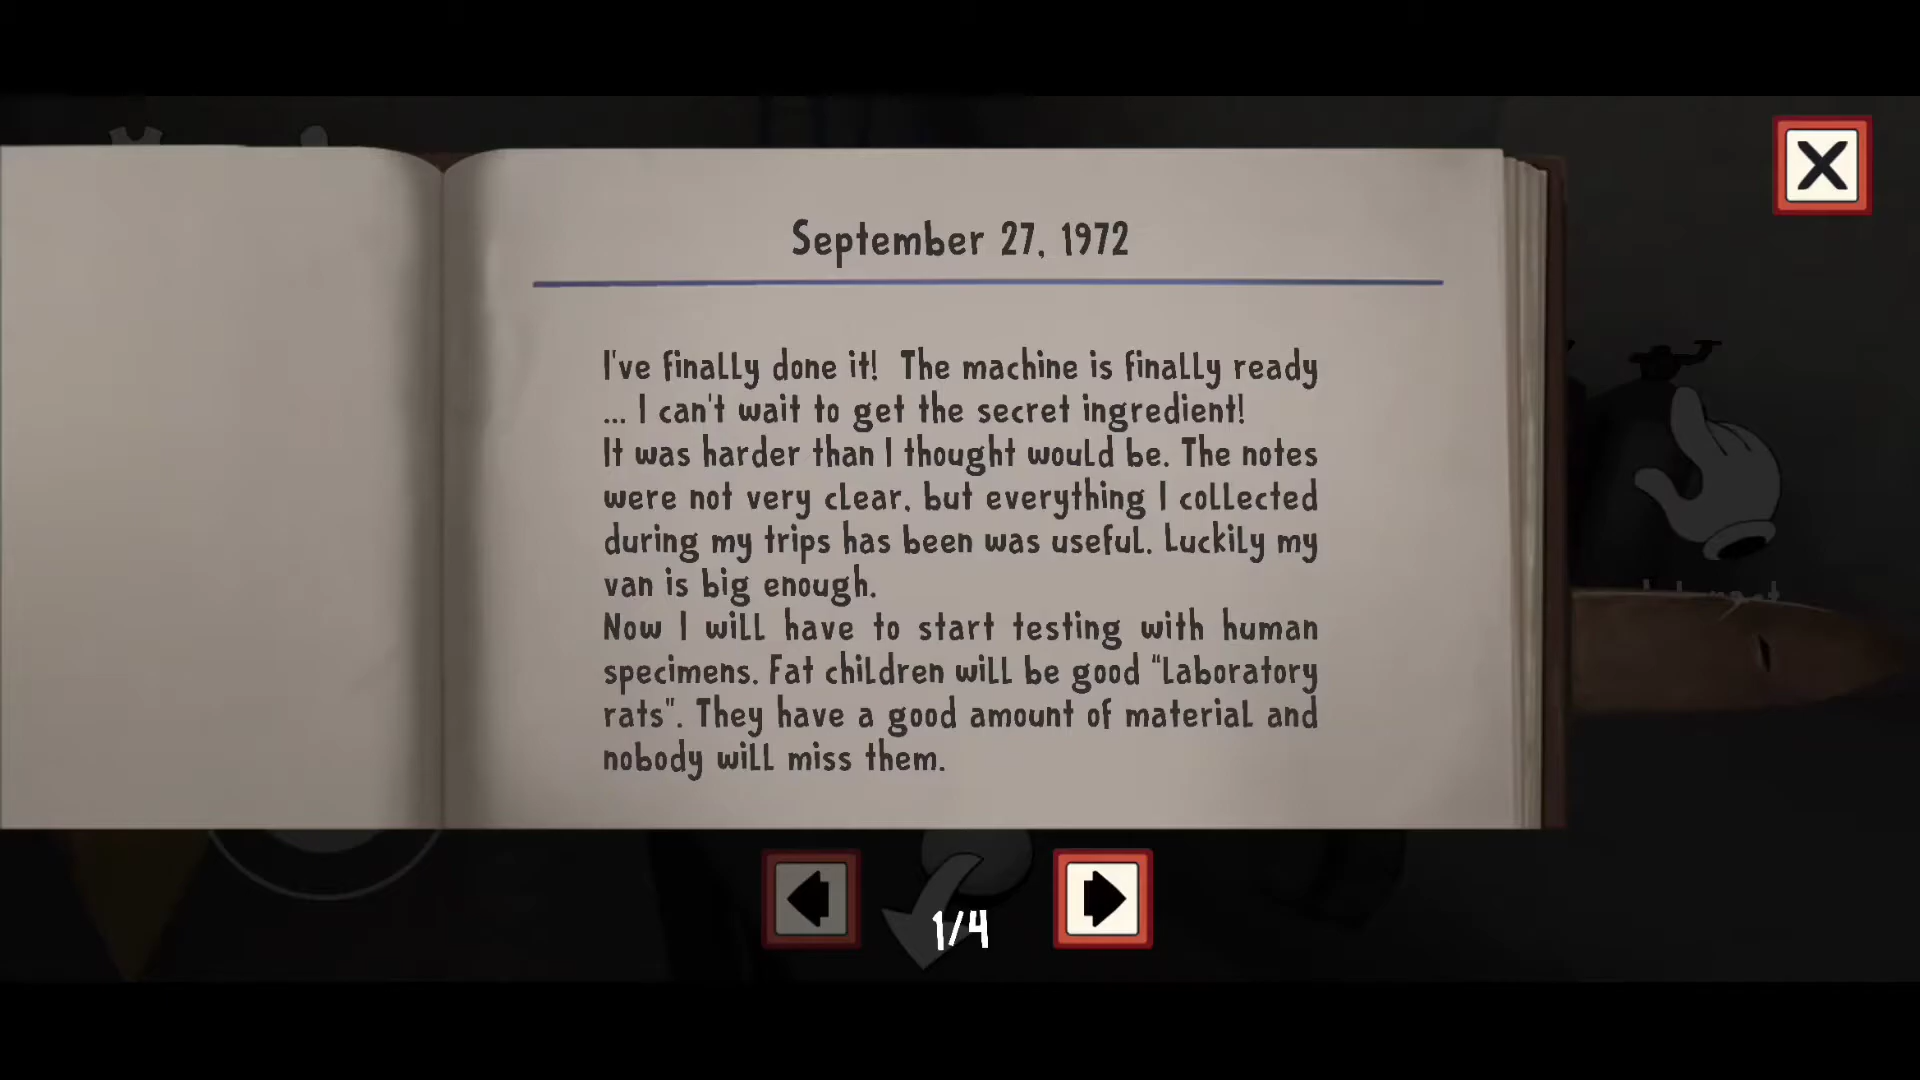 September 27, 1972
I've finally done it!  The machine is finally ready
... I can't wait to get the secret ingredient!
It was harder than I thought would be. The notes
were not very clear, but everything I collected
during my trips has been was useful. Luckily my
van is big enough.
Now I will have to start testing with human
specimens. Fat children will be good “Laboratory
rats”. They have a good amount of material and
nobody will miss them.
1/4